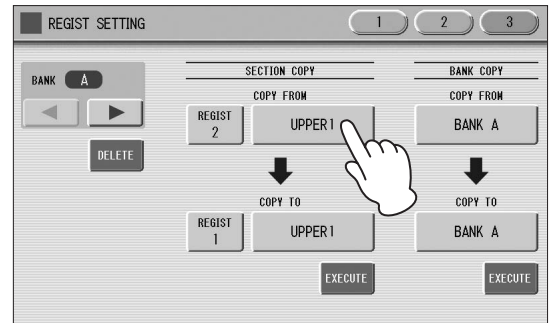 REGIST SETTING
1
2
3
BANK A
DELETE
SECTION COPY
COPY FROM
REGIST
2
UPPER1
COPY TO
REGIST
1
UPPER1
EXECUTE
BANK COPY
COPY FROM
BANK A
COPY TO
BANK A
EXECUTE